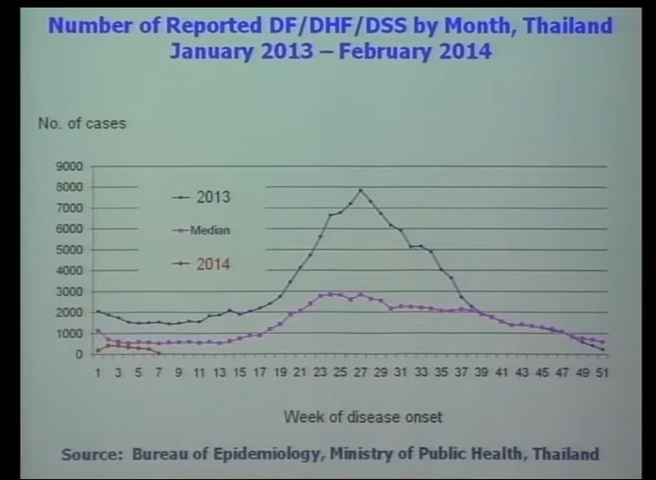 Number of Reported DF/DHF/DSS by Month, Thailand
January 2013 – February 2014
No. of cases
9000
8000
7000
6000
5000
4000
3000
2000
1000
0
2013
Median
2014
1 3 5 7 9 11 13 15 17 19 21 23 25 27 29 31 33 35 37 39 41 43 45 47 49 51
Week of disease onset
Source: Bureau of Epidemiology, Ministry of Public Health, Thailand